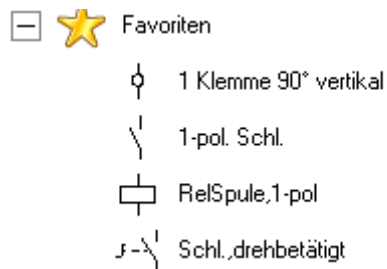 Favoriten
1 Klemme 90° vertikal
1-pol. Schl.
RelSpule,1-pol
Schl.,drehbetätigt